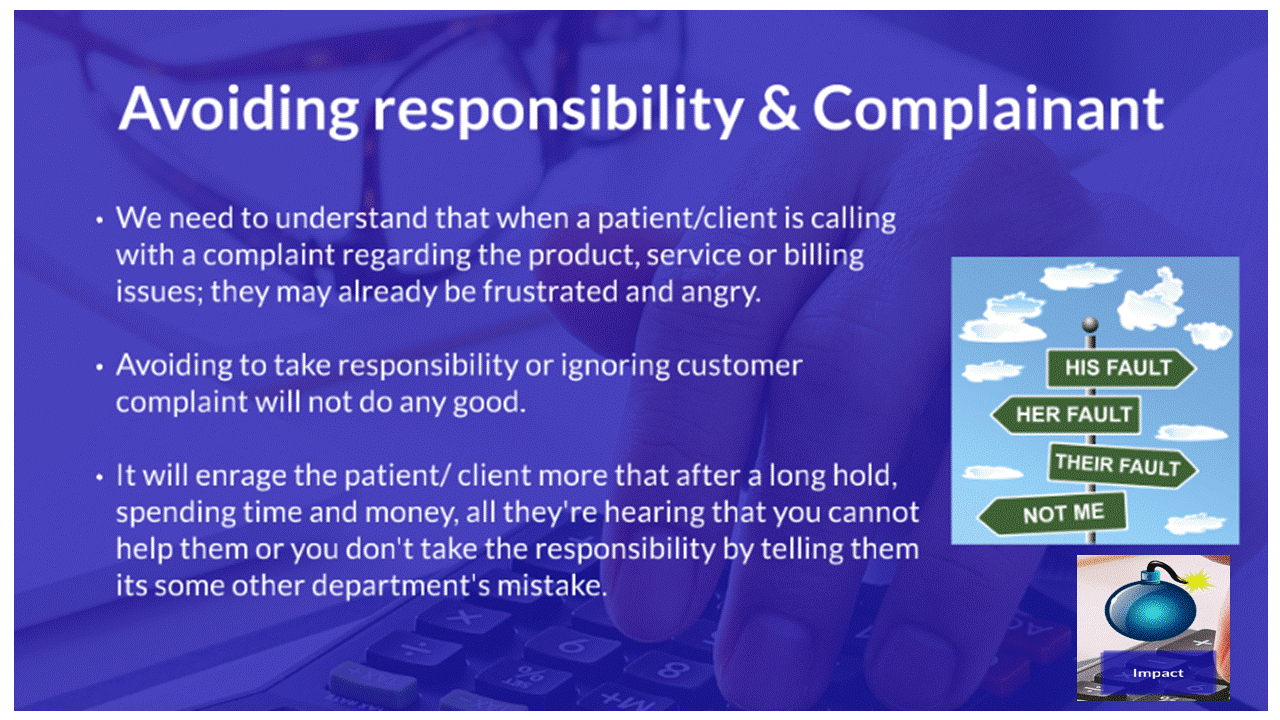 Avoiding responsibility & Complainant
• We need to understand that when a patient/client is calling
with a complaint regarding the product, service or billing
issues; they may already be frustrated and angry.
• Avoiding to take responsibility or ignoring customer
complaint will not do any good.
• It will enrage the patient/ client more that after a long hold,
spending time and money, all they're hearing that you cannot
help them or you don't take the responsibility by telling them
its some other department's mistake.
HIS FAULT
HER FAULT
THEIR FAULT
NOT ME
Impact
9
8
M+
SET
%
AC